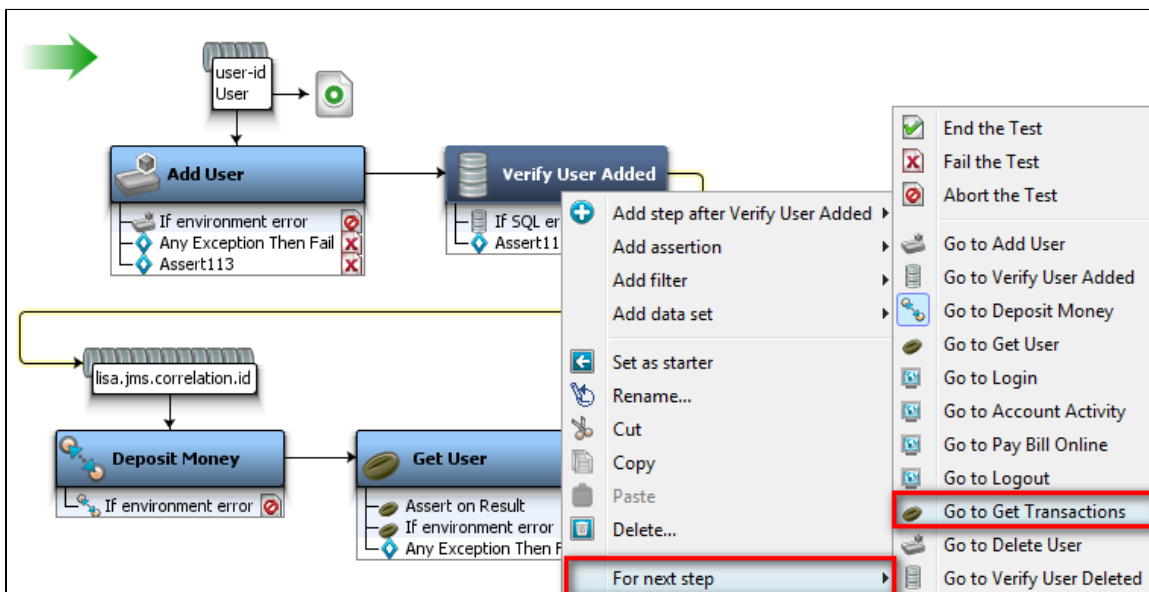 user-id
User
Add User
If environment error
Any Exception Then Fail
Assert113
Verify User Added
If SQL er
Assert11
lisa.jms.correlation.id
Deposit Money
If environment error
Get User
Assert on Result
If environment error
Any Exception Then F
Add step after Verify User Added
Add assertion
Add filter
Add data set
Set as starter
Rename...
Cut
Copy
Paste
Delete...
For next step
End the Test
Fail the Test
Abort the Test
Go to Add User
Go to Verify User Added
Go to Deposit Money
Go to Get User
Go to Login
Go to Account Activity
Go to Pay Bill Online
Go to Logout
Go to Get Transactions
Go to Delete User
Go to Verify User Deleted